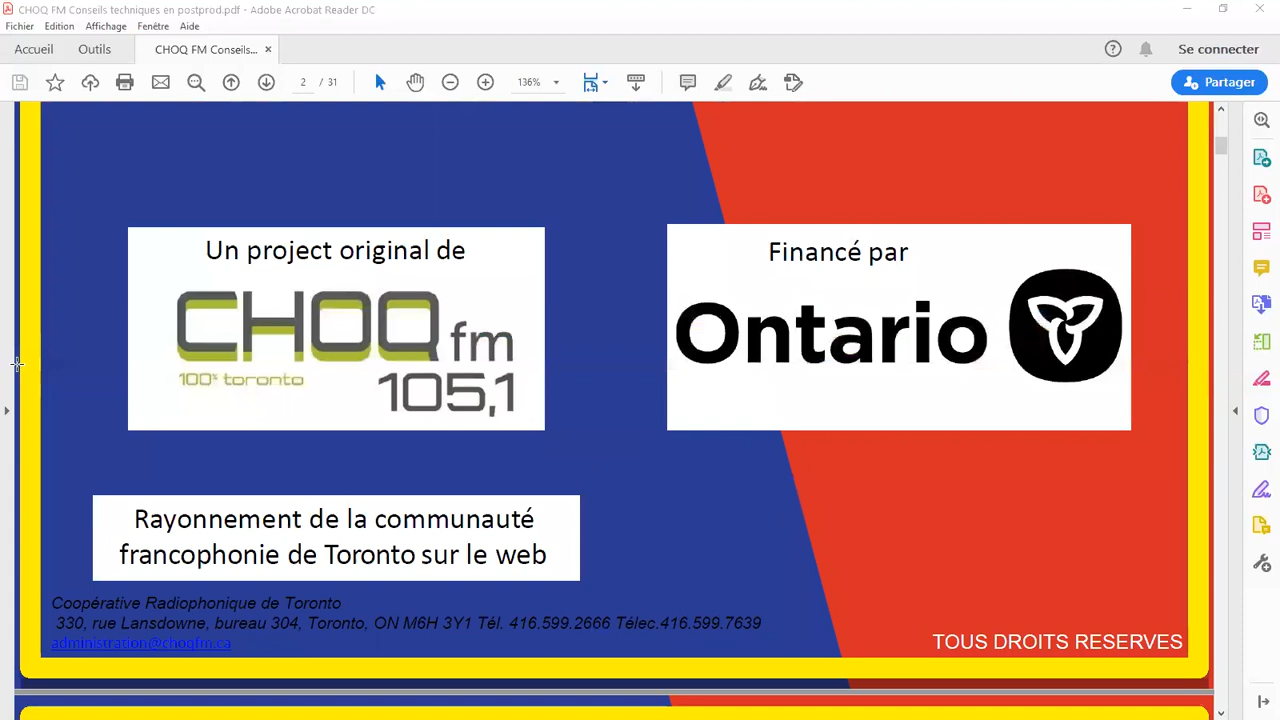 CHOQ FM Conseils techniques en postprod.pdf - Adobe Acrobat Reader DC
Fichier Edition Affichage Fenêtre Aide
Accueil Outils CHOQ FM Conseils... × Se connecter
2 / 31 136% Partager
Un project original de
CHOQ fm
100% toronto
105,1
Financé par
Ontario
Rayonnement de la communauté
francophonie de Toronto sur le web
Coopérative Radiophonique de Toronto
330, rue Lansdowne, bureau 304, Toronto, ON M6H 3Y1 Tél. 416.599.2666 Télec.416.599.7639
administration@choqfm.ca
TOUS DROITS RESERVES